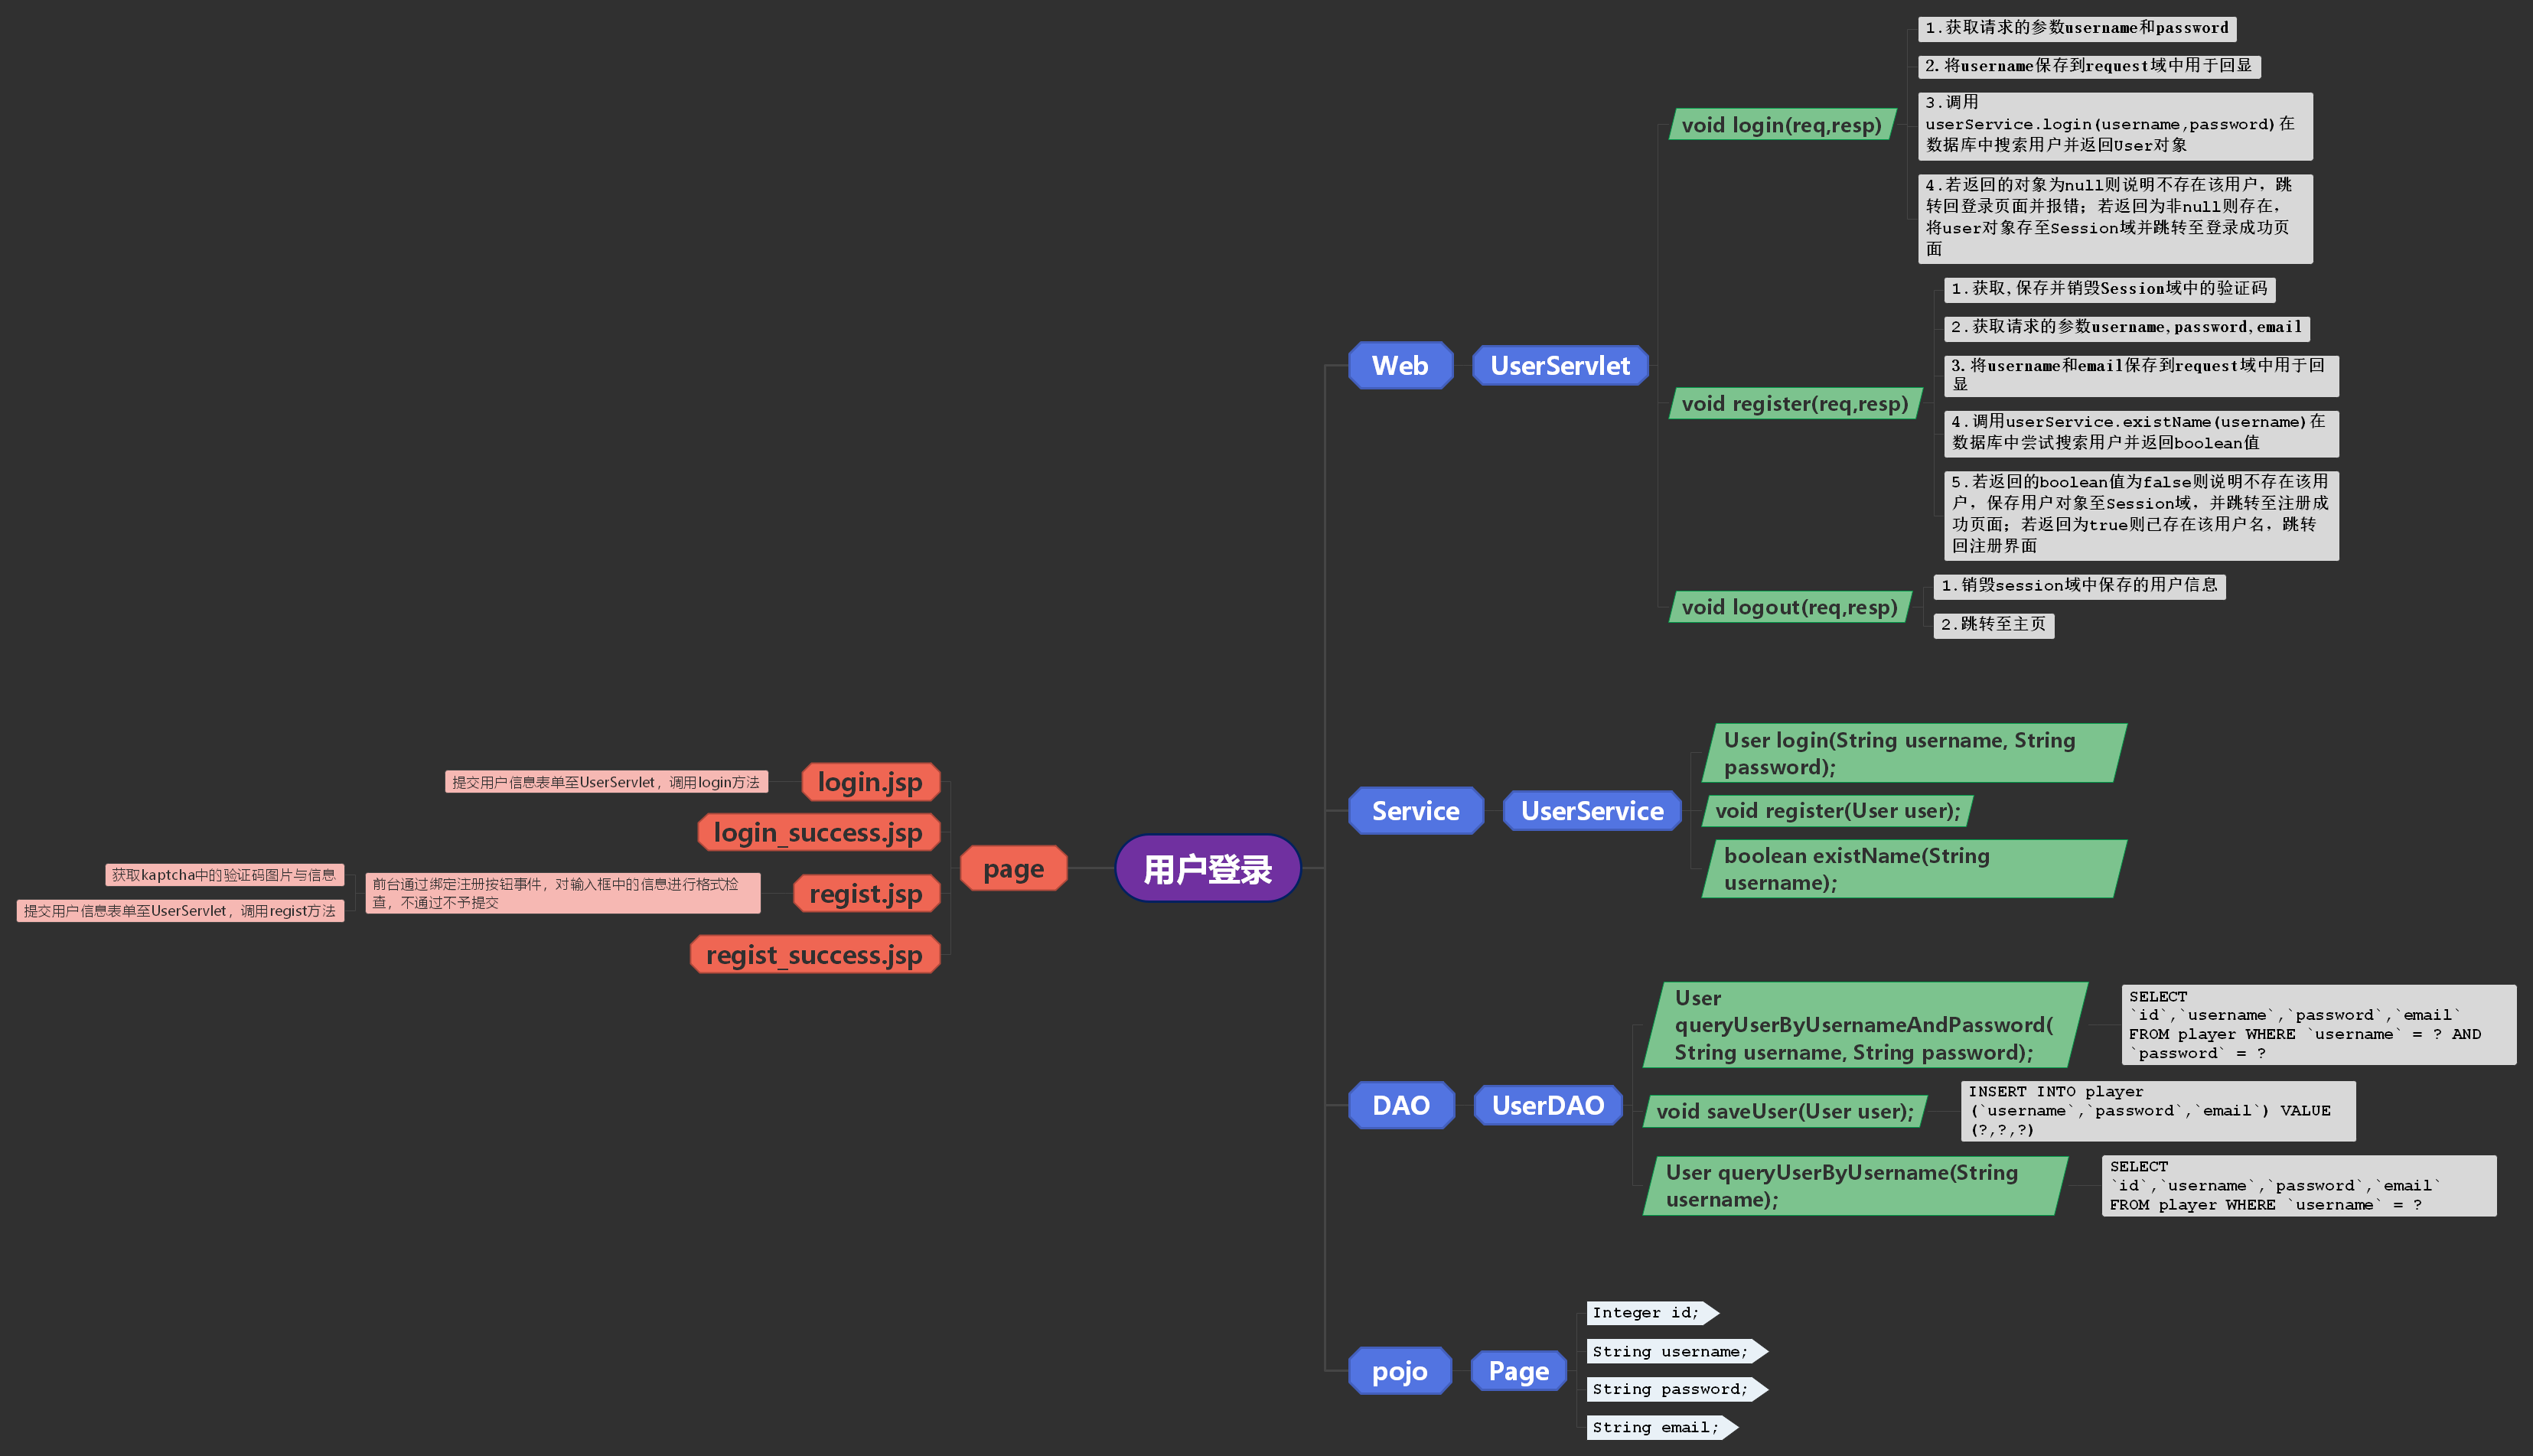 用户登录
Web
UserServlet
void login(req,resp)
1.获取请求的参数username和password
2.将username保存到request域中用于回显
3.调用
userService.login(username,password)在
数据库中搜索用户并返回User对象
4.若返回的对象为null则说明不存在该用户，跳
转回登录页面并报错；若返回为非null则存在，
将user对象存至Session域并跳转至登录成功页
面
void register(req,resp)
1.获取,保存并销毁Session域中的验证码
2.获取请求的参数username,password,email
3.将username和email保存到request域中用于回
显
4.调用userService.existName(username)在
数据库中尝试搜索用户并返回boolean值
5.若返回的boolean值为false则说明不存在该用
户，保存用户对象至Session域，并跳转至注册成
功页面；若返回为true则已存在该用户名，跳转
回注册界面
void logout(req,resp)
1.销毁session域中保存的用户信息
2.跳转至主页
Service
UserService
User login(String username, String
password);
void register(User user);
boolean existName(String
username);
DAO
UserDAO
User
queryUserByUsernameAndPassword(
String username, String password);
SELECT
`id`,`username`,`password`,`email`
FROM player WHERE `username` = ? AND
`password` = ?
void saveUser(User user);
INSERT INTO player
(`username`,`password`,`email`) VALUE
(?,?,?)
User queryUserByUsername(String
username);
SELECT
`id`,`username`,`password`,`email`
FROM player WHERE `username` = ?
pojo
Page
Integer id;
String username;
String password;
String email;
page
login.jsp
提交用户信息表单至UserServlet，调用login方法
login_success.jsp
regist.jsp
前台通过绑定注册按钮事件，对输入框中的信息进行格式检
查，不通过不予提交
获取kaptcha中的验证码图片与信息
提交用户信息表单至UserServlet，调用regist方法
regist_success.jsp